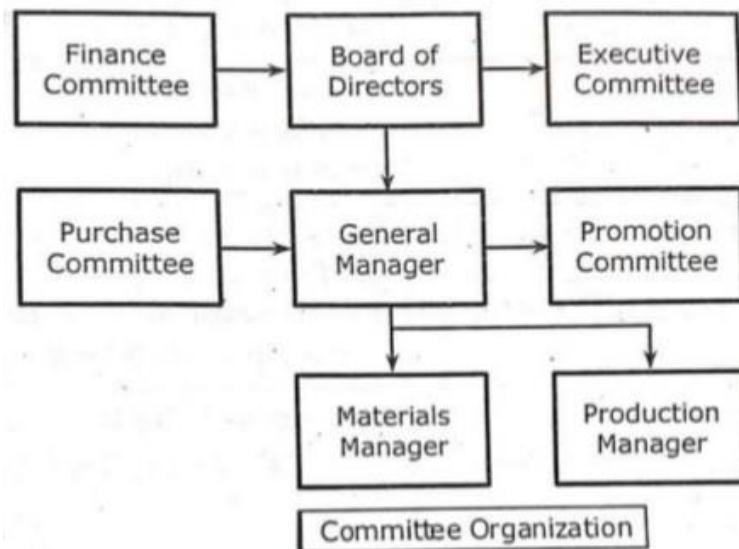 Finance
Committee
Board of
Directors
Executive
Committee
Purchase
Committee
General
Manager
Promotion
Committee
Materials
Manager
Production
Manager
Committee Organization